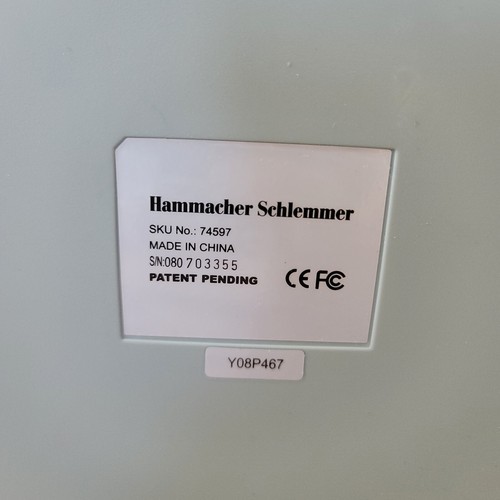 Hammacher Schlemmer
SKU No.: 74597
MADE IN CHINA
S/N:080 703355
PATENT PENDING
CE FC
Y08P467